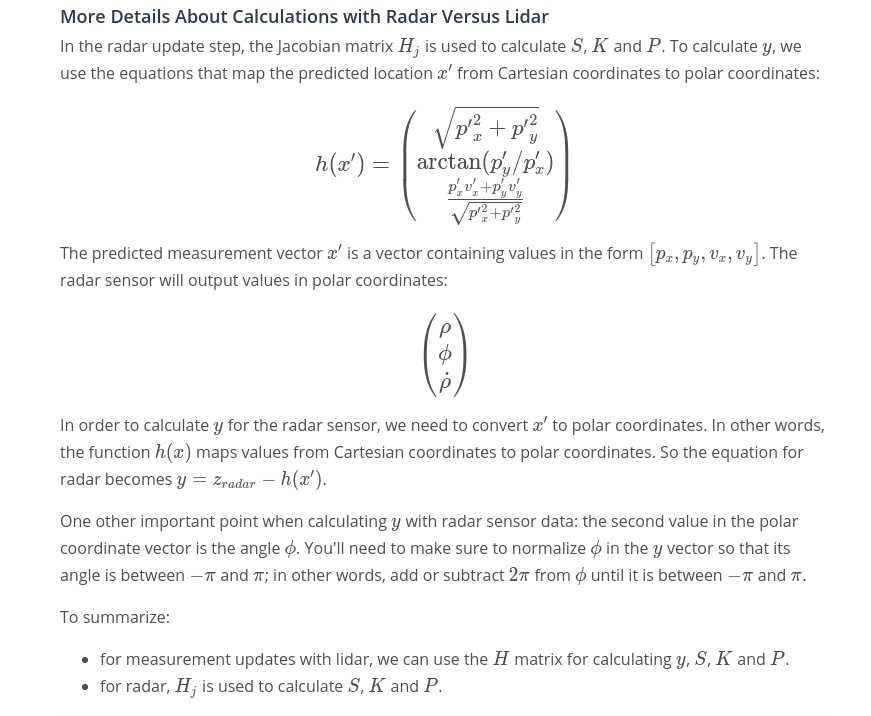 More Details About Calculations with Radar Versus Lidar
In the radar update step, the Jacobian matrix $H_j$ is used to calculate $S$, $K$ and $P$. To calculate $y$, we
use the equations that map the predicted location $x'$ from Cartesian coordinates to polar coordinates:
$h(x') = \begin{pmatrix} \sqrt{p'^2_x + p'^2_y} \\ \arctan(p'_y/p'_x) \\ \frac{p'_x v'_x + p'_y v'_y}{\sqrt{p'^2_x + p'^2_y}} \end{pmatrix}$
The predicted measurement vector $x'$ is a vector containing values in the form $[p_x, p_y, v_x, v_y]$. The
radar sensor will output values in polar coordinates:
$\begin{pmatrix} \rho \\ \phi \\ \dot{\rho} \end{pmatrix}$
In order to calculate $y$ for the radar sensor, we need to convert $x'$ to polar coordinates. In other words,
the function $h(x)$ maps values from Cartesian coordinates to polar coordinates. So the equation for
radar becomes $y = z_{radar} - h(x')$.
One other important point when calculating $y$ with radar sensor data: the second value in the polar
coordinate vector is the angle $\phi$. You'll need to make sure to normalize $\phi$ in the $y$ vector so that its
angle is between $-\pi$ and $\pi$; in other words, add or subtract $2\pi$ from $\phi$ until it is between $-\pi$ and $\pi$.
To summarize:
• for measurement updates with lidar, we can use the $H$ matrix for calculating $y$, $S$, $K$ and $P$.
• for radar, $H_j$ is used to calculate $S$, $K$ and $P$.